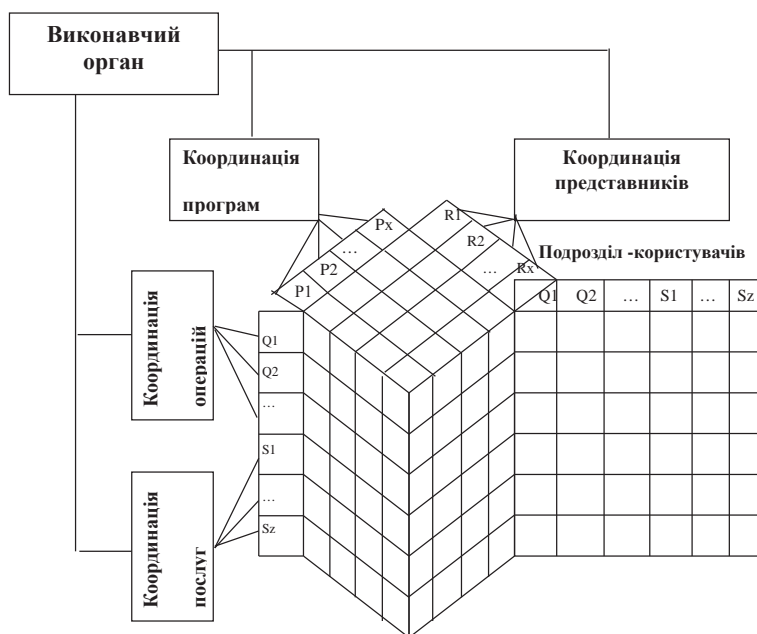 Виконавчий
орган
Координація
програм
Координація
представників
Px
…
P2
P1
R1
R2
…
Rx
Подрозділ -користувачів
Q1 Q2 … S1 … Sz
Координація
операцій
Q1
Q2
…
Координація
послуг
S1
…
Sz